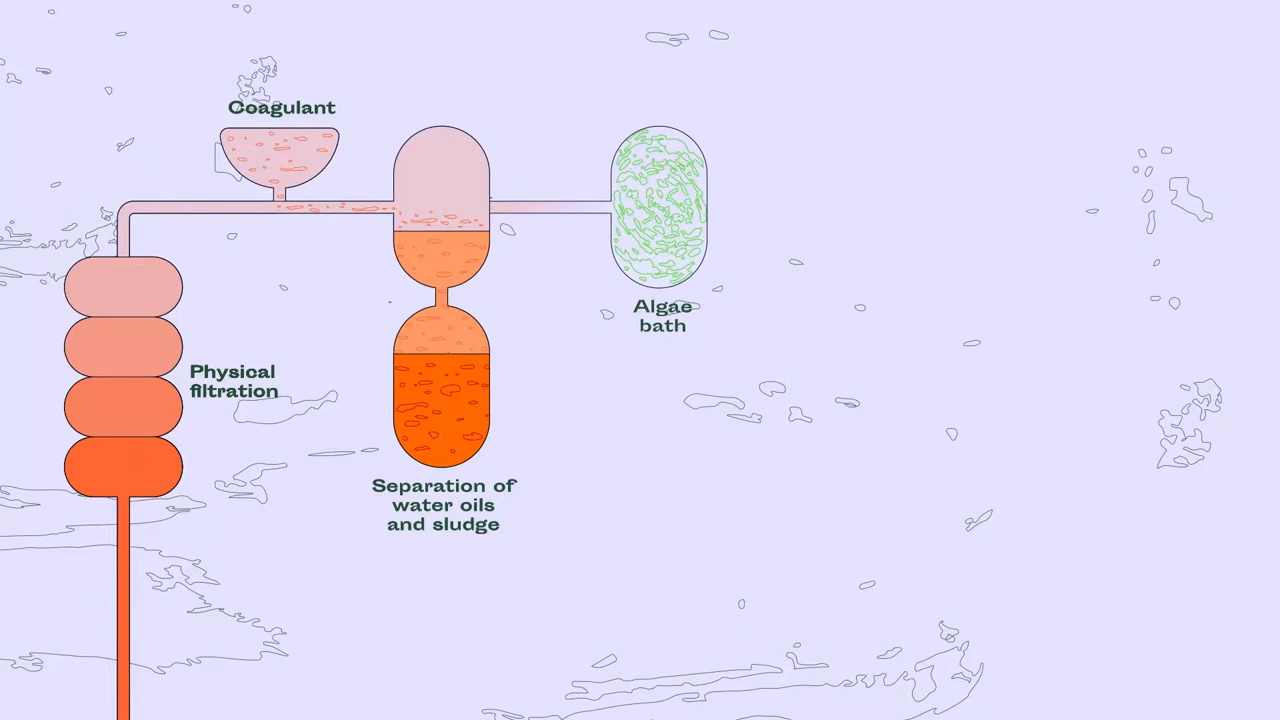 Coagulant
Algae
bath
Physical
filtration
Separation of
water oils
and sludge